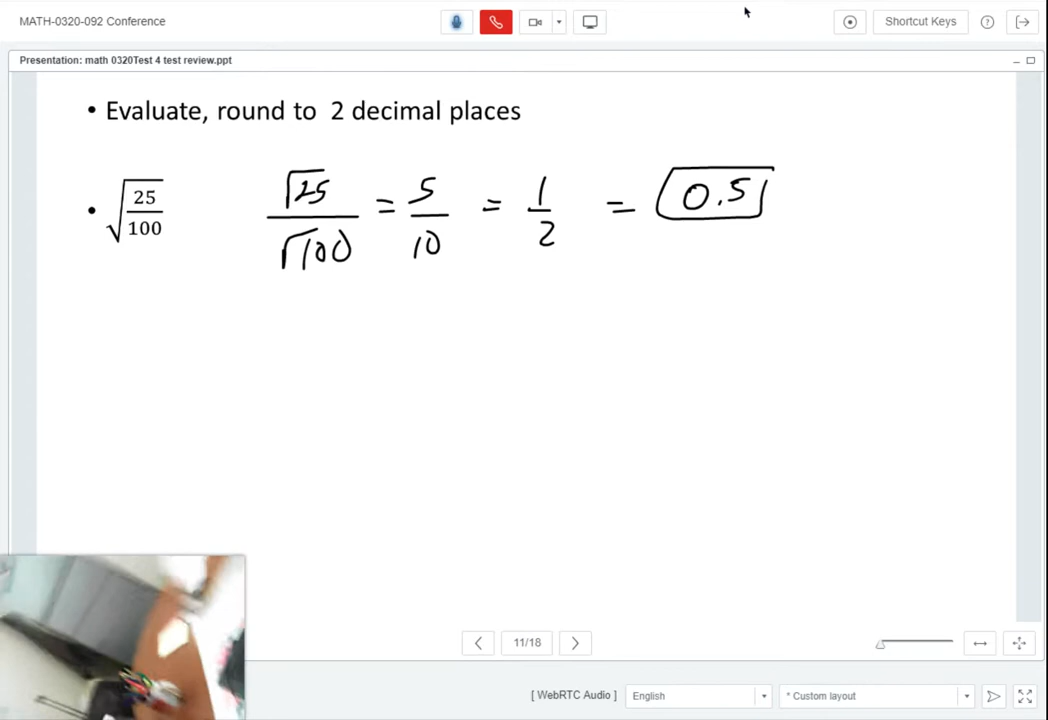 MATH-0320-092 Conference
Shortcut Keys
Presentation: math 0320Test 4 test review.ppt
• Evaluate, round to 2 decimal places
• √(25/100) √25/√100 = 5/10 = 1/2 = 0.5
11/18
[ WebRTC Audio ] English * Custom layout